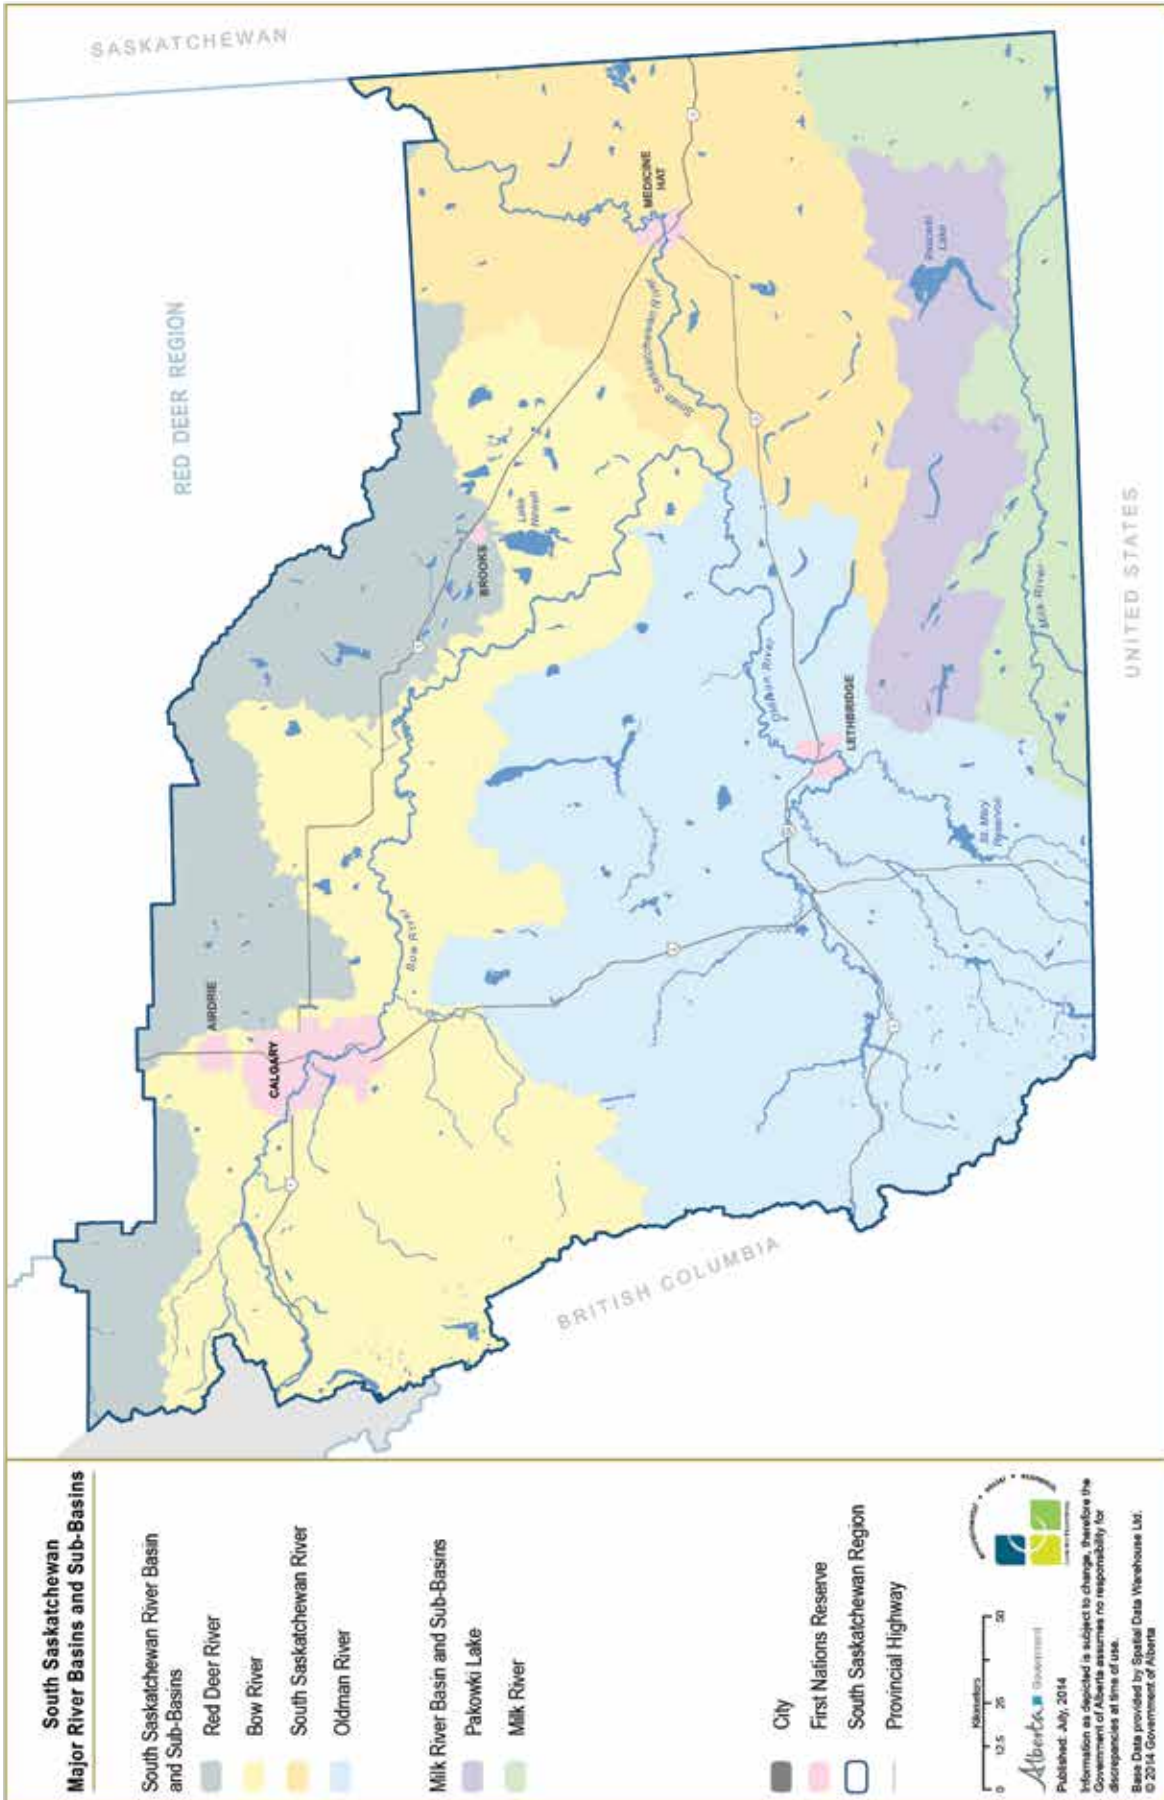 South Saskatchewan
Major River Basins and Sub-Basins
South Saskatchewan River Basin
and Sub-Basins
Red Deer River
Bow River
South Saskatchewan River
Oldman River
Milk River Basin and Sub-Basins
Pakowki Lake
Milk River
City
First Nations Reserve
South Saskatchewan Region
Provincial Highway
Kilometers
0 12.5 25 50
Alberta Government
Published: July, 2014
Information as depicted is subject to change, therefore the
Government of Alberta assumes no responsibility for
discrepancies at time of use.
Base Data provided by Spatial Data Warehouse Ltd.
© 2014 Government of Alberta
SASKATCHEWAN
RED DEER REGION
BRITISH COLUMBIA
UNITED STATES
AIRDRIE
CALGARY
Bow River
BROOKS
Lake
Newell
MEDICINE
HAT
South Saskatchewan River
Oldman River
LETHBRIDGE
St. Mary
Reservoir
Pakowki
Lake
Milk River